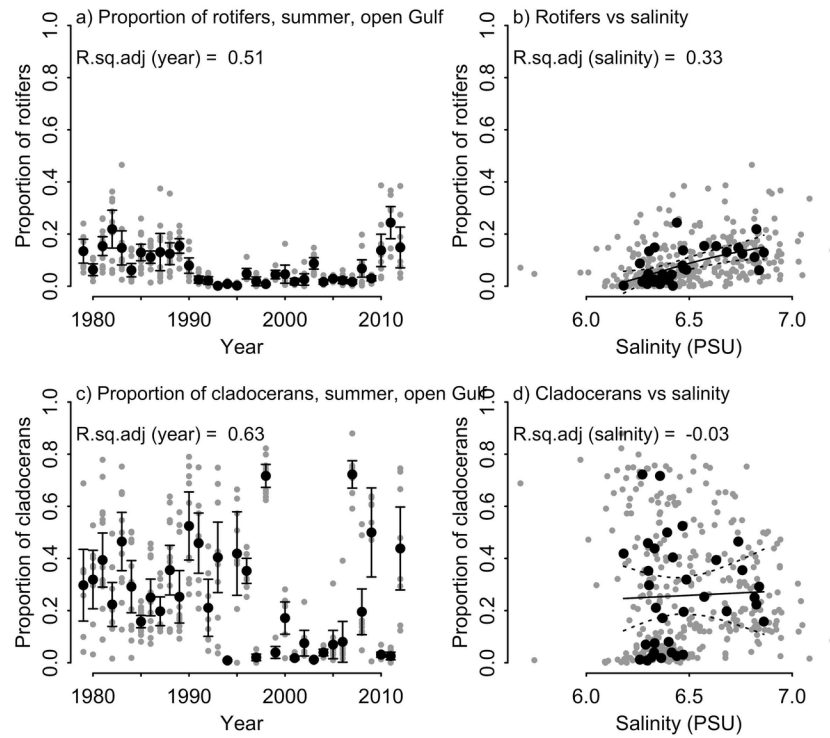 a) Proportion of rotifers, summer, open Gulf
R.sq.adj (year) = 0.51
Proportion of rotifers
1.0
0.8
0.6
0.4
0.2
0.0
1980
1990
2000
2010
Year
b) Rotifers vs salinity
R.sq.adj (salinity) = 0.33
Proportion of rotifers
1.0
0.8
0.6
0.4
0.2
0.0
6.0
6.5
7.0
Salinity (PSU)
c) Proportion of cladocerans, summer, open Gulf
R.sq.adj (year) = 0.63
Proportion of cladocerans
1.0
0.8
0.6
0.4
0.2
0.0
1980
1990
2000
2010
Year
d) Cladocerans vs salinity
R.sq.adj (salinity) = -0.03
Proportion of cladocerans
1.0
0.8
0.6
0.4
0.2
0.0
6.0
6.5
7.0
Salinity (PSU)